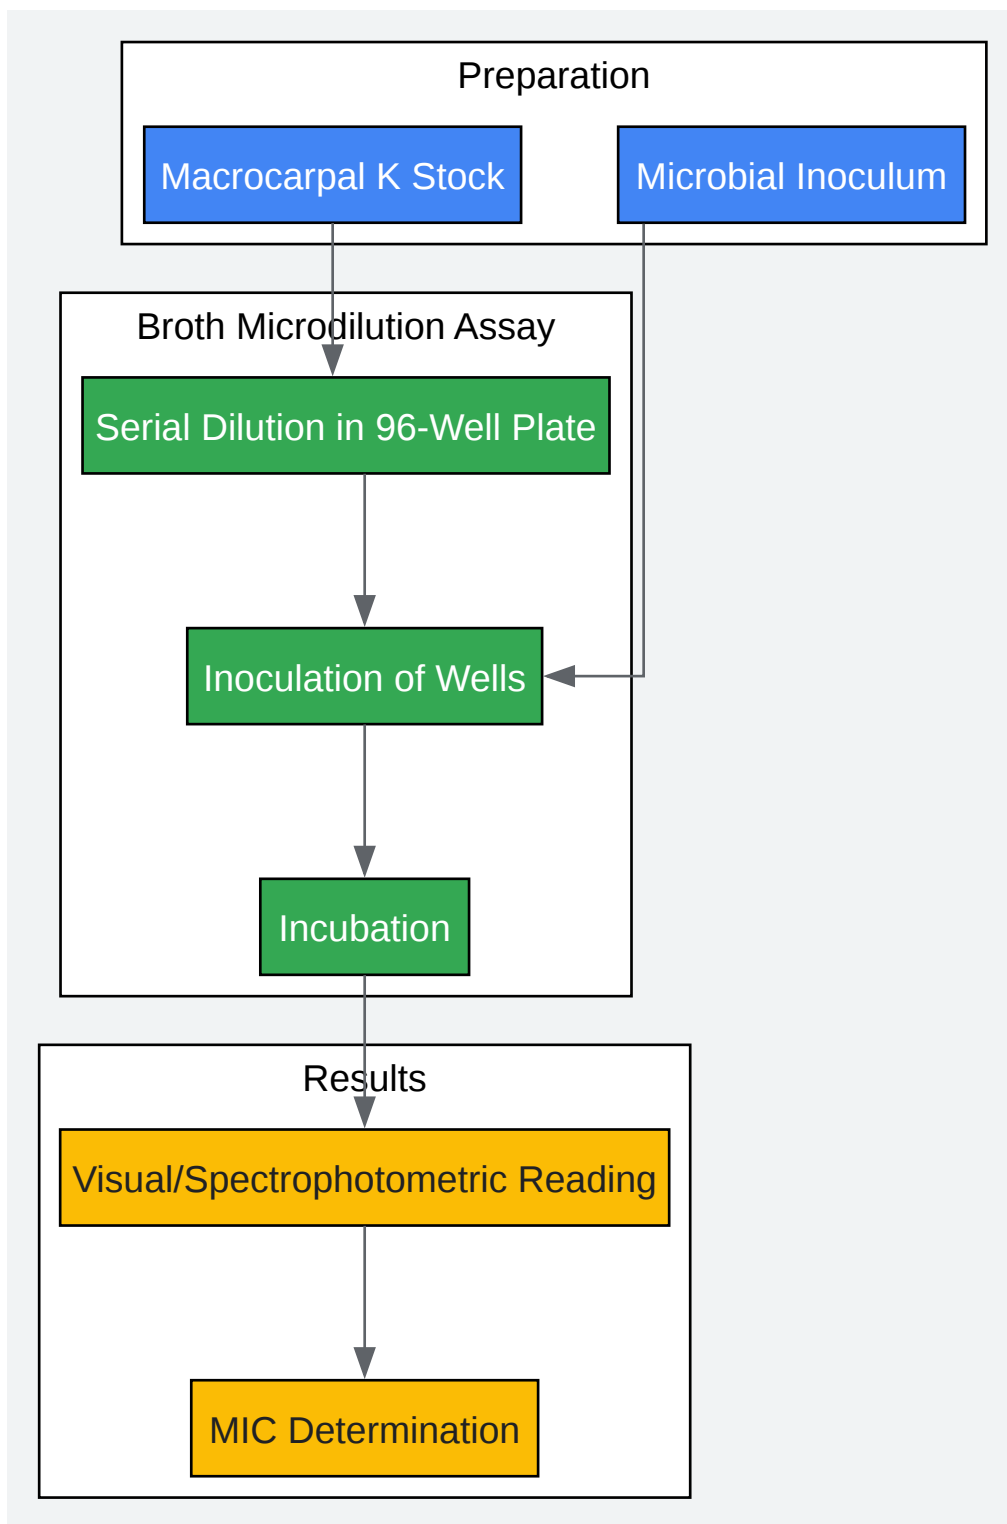 Preparation
Macrocarpal K Stock
Microbial Inoculum
Broth Microdilution Assay
Serial Dilution in 96-Well Plate
Inoculation of Wells
Incubation
Results
Visual/Spectrophotometric Reading
MIC Determination